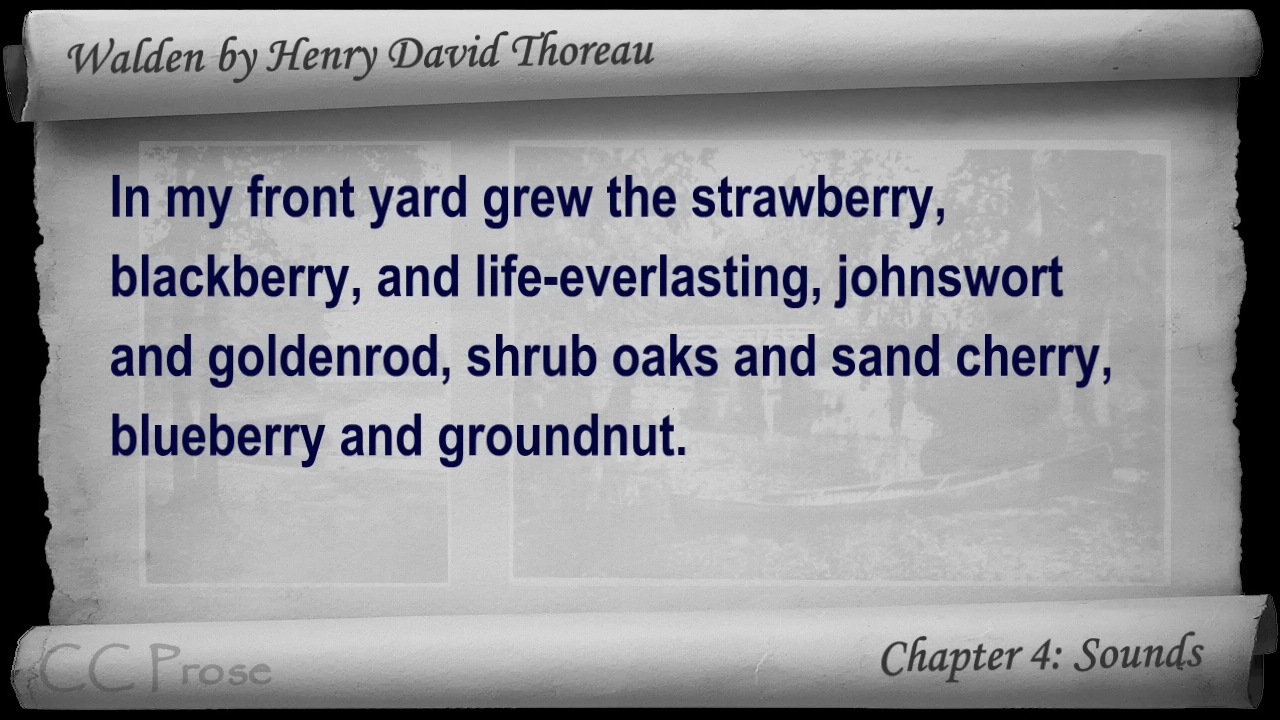 Walden by Henry David Thoreau
In my front yard grew the strawberry,
blackberry, and life-everlasting, johnswort
and goldenrod, shrub oaks and sand cherry,
blueberry and groundnut.
CC Prose
Chapter 4: Sounds